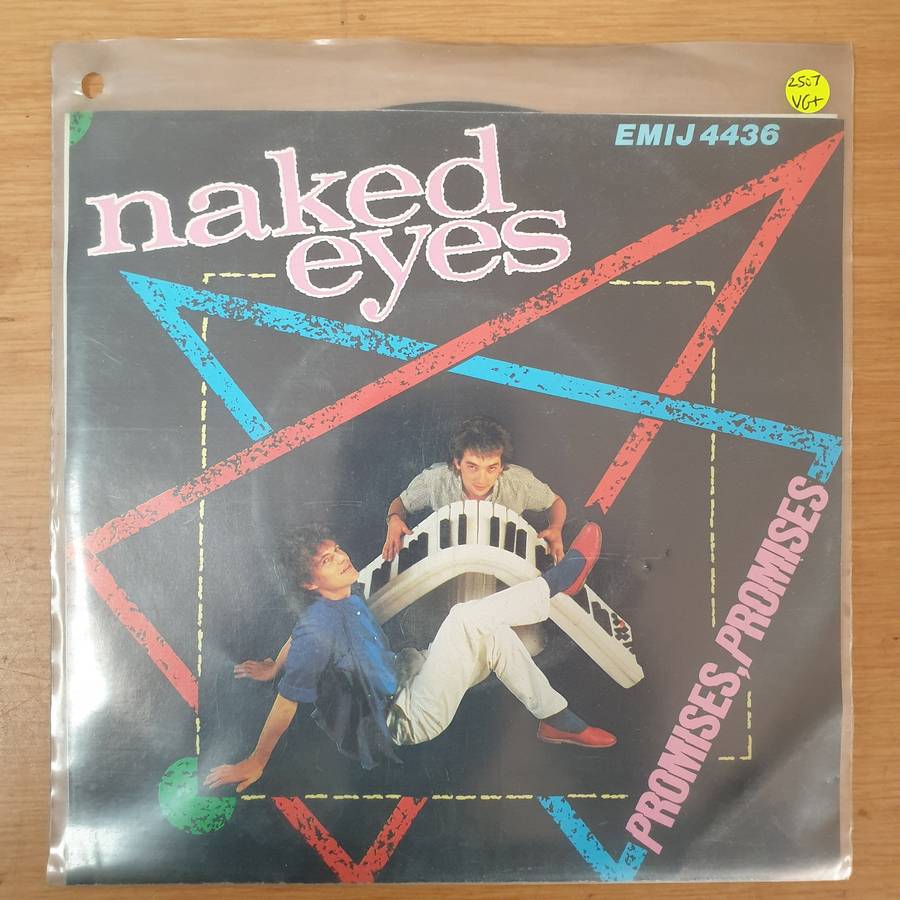 2507
VG+
EMIJ 4436
naked
eyes
PROMISES, PROMISES